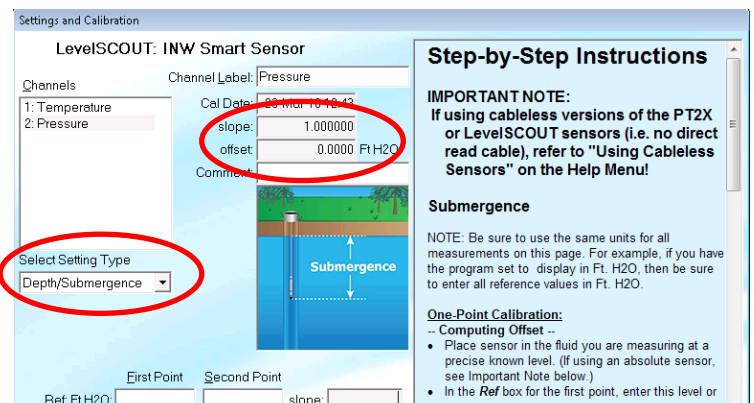 Settings and Calibration
LevelSCOUT: INW Smart Sensor
Channels
1: Temperature
2: Pressure
Channel Label: Pressure
Cal Date:
slope: 1.000000
offset: 0.0000 Ft H2O
Comment:
Select Setting Type
Depth/Submergence
Submergence
First Point Second Point
Ref: Ft H2O: slope:
Step-by-Step Instructions
IMPORTANT NOTE:
If using cableless versions of the PT2X
or LevelSCOUT sensors (i.e. no direct
read cable), refer to "Using Cableless
Sensors" on the Help Menu!
Submergence
NOTE: Be sure to use the same units for all
measurements on this page. For example, if you have
the program set to display in Ft. H2O, then be sure
to enter all reference values in Ft. H2O.
One-Point Calibration:
-- Computing Offset --
• Place sensor in the fluid you are measuring at a
precise known level. (If using an absolute sensor,
see Important Note below.)
• In the Ref box for the first point, enter this level or